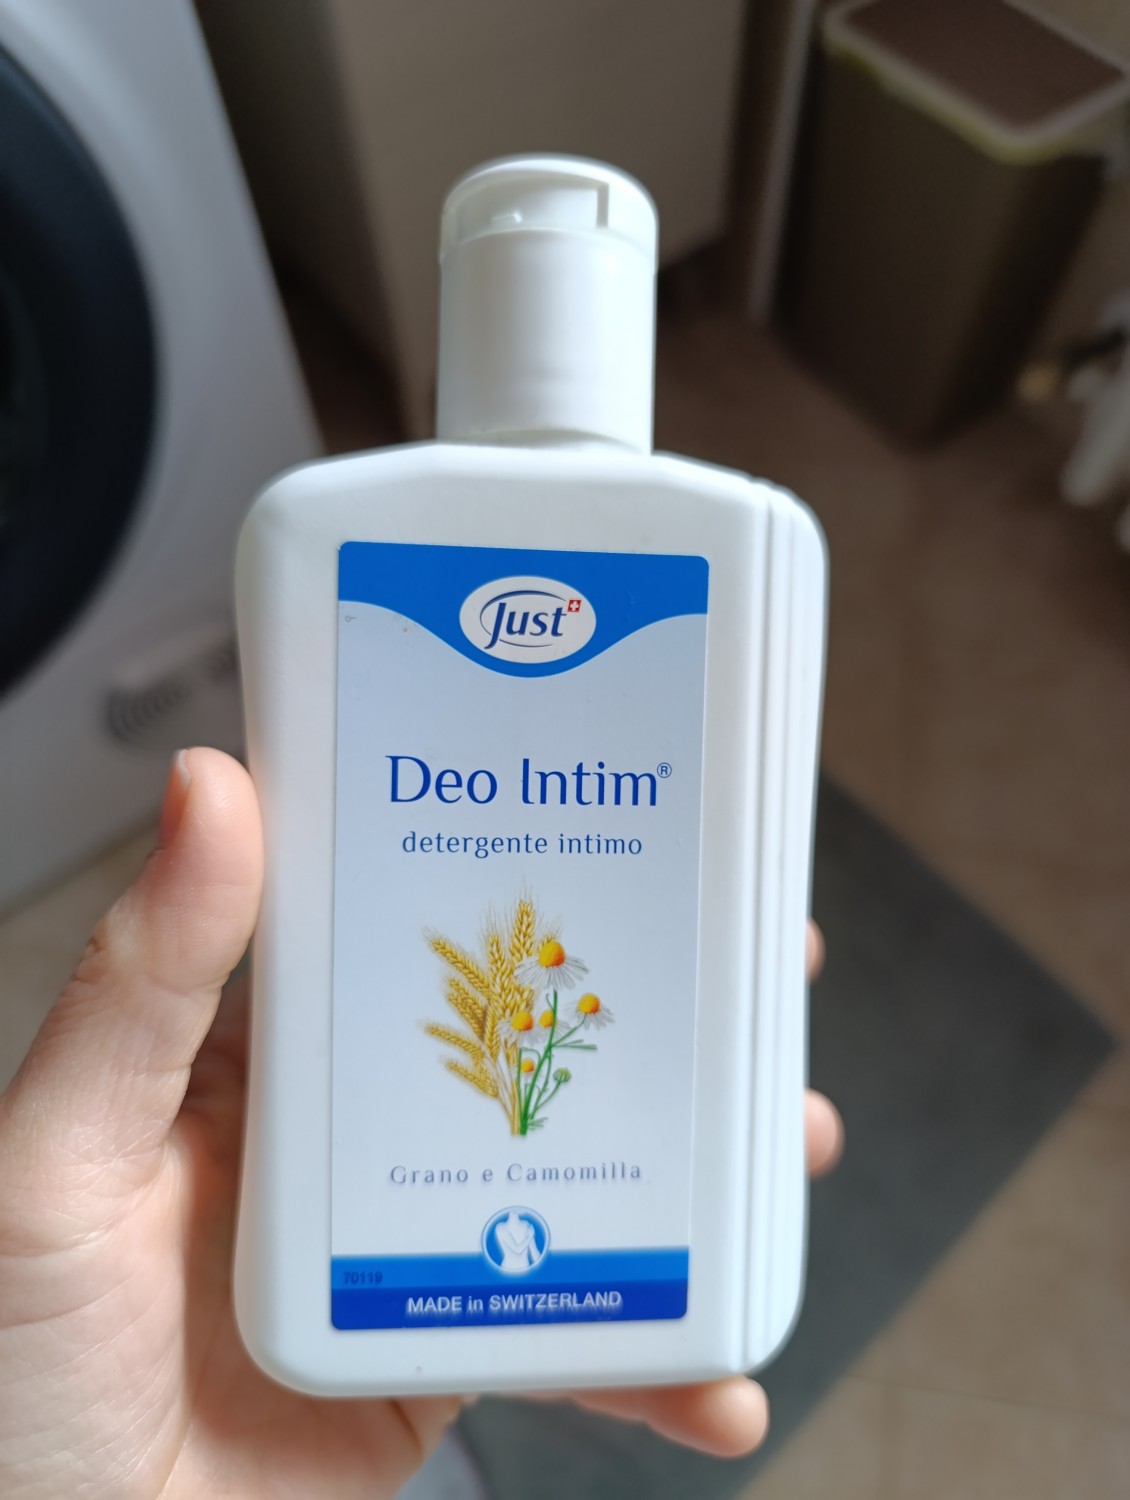 Just
Deo Intim®
detergente intimo
Grano e Camomilla
70119
MADE in SWITZERLAND